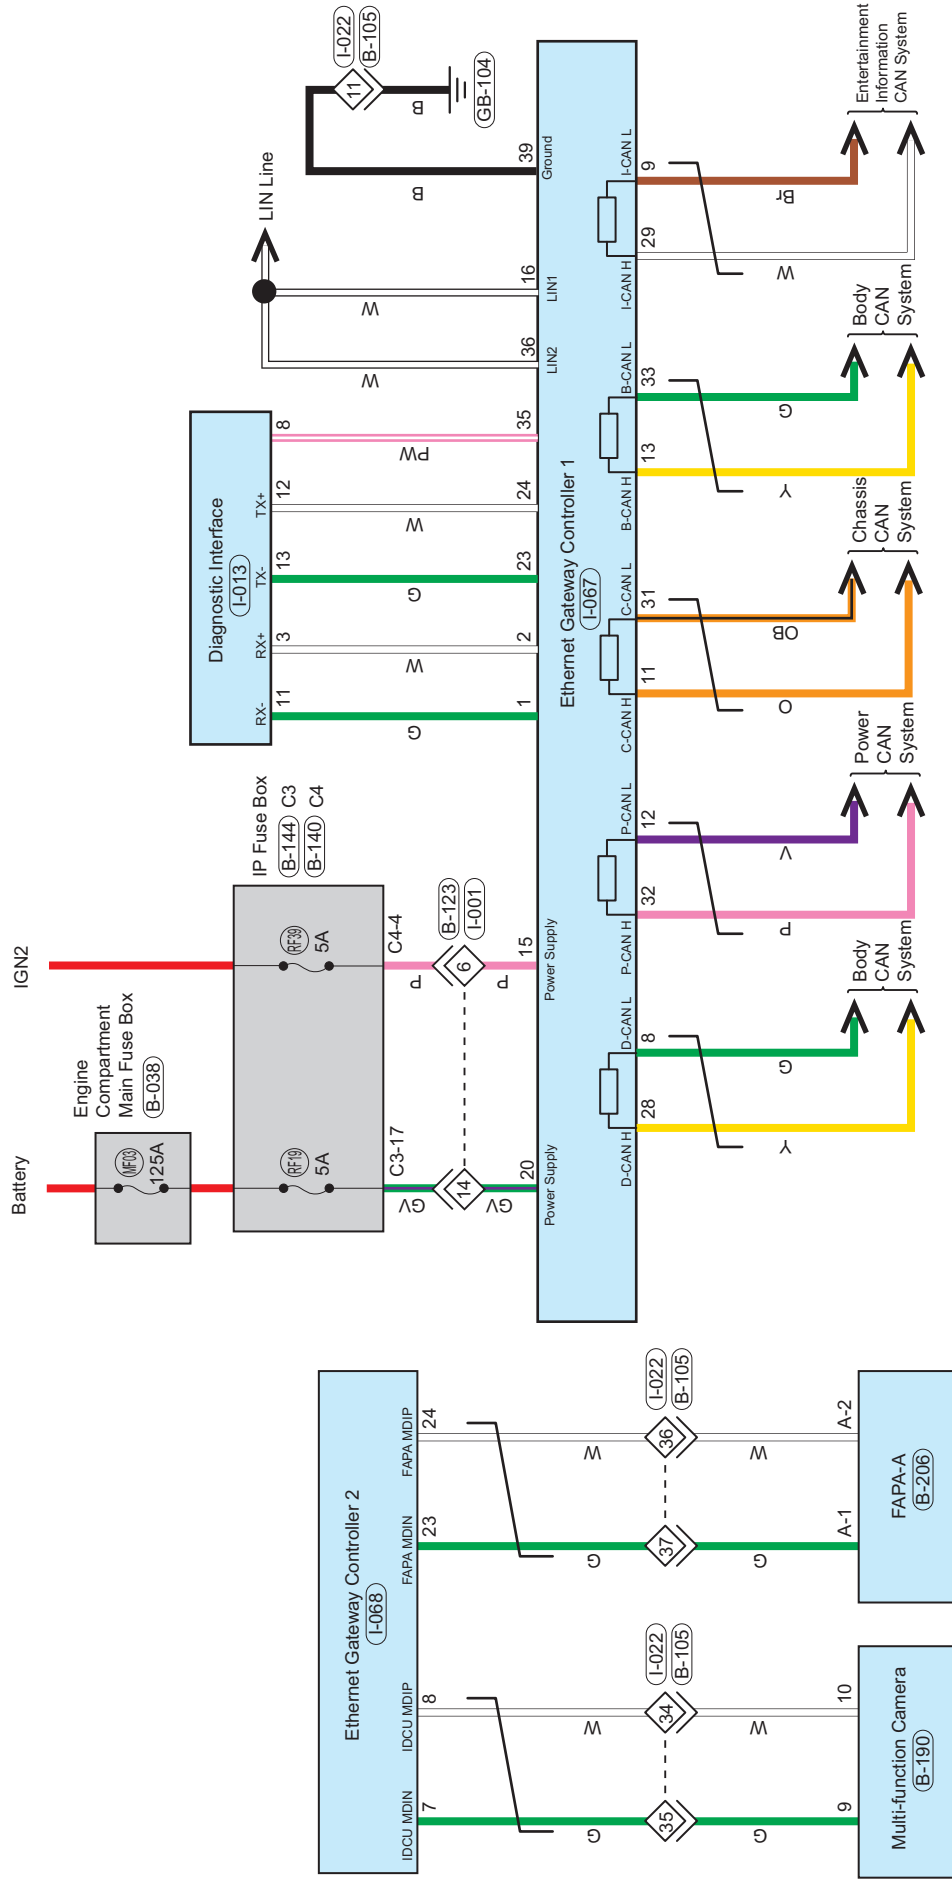 Battery
IGN2
Engine
Compartment
Main Fuse Box
B-038
MF03
125A
IP Fuse Box
B-144 C3
B-140 C4
RF19
5A
RF39
5A
C3-17
C4-4
GV
P
14
6
B-123
I-001
GV
P
20
15
Power Supply
Power Supply
Diagnostic Interface
I-013
RX-
RX+
TX-
TX+
11
3
13
12
8
G
W
G
W
PW
1
2
23
24
35
LIN Line
W
W
36
16
LIN2
LIN1
I-022
B-105
11
B
GB-104
B
39
Ground
Ethernet Gateway Controller 1
I-067
D-CAN H
D-CAN L
P-CAN H
P-CAN L
C-CAN H
C-CAN L
B-CAN H
B-CAN L
I-CAN H
I-CAN L
28
8
32
12
11
31
13
33
29
9
Y
G
P
V
O
OB
Y
G
W
Br
Body
CAN
System
Power
CAN
System
Chassis
CAN
System
Body
CAN
System
Entertainment
Information
CAN System
Ethernet Gateway Controller 2
I-068
IDCU MDIN
IDCU MDIP
FAPA MDIN
FAPA MDIP
7
8
23
24
G
W
G
W
35
34
I-022
B-105
37
36
I-022
B-105
G
W
G
W
9
10
A-1
A-2
Multi-function Camera
B-190
FAPA-A
B-206